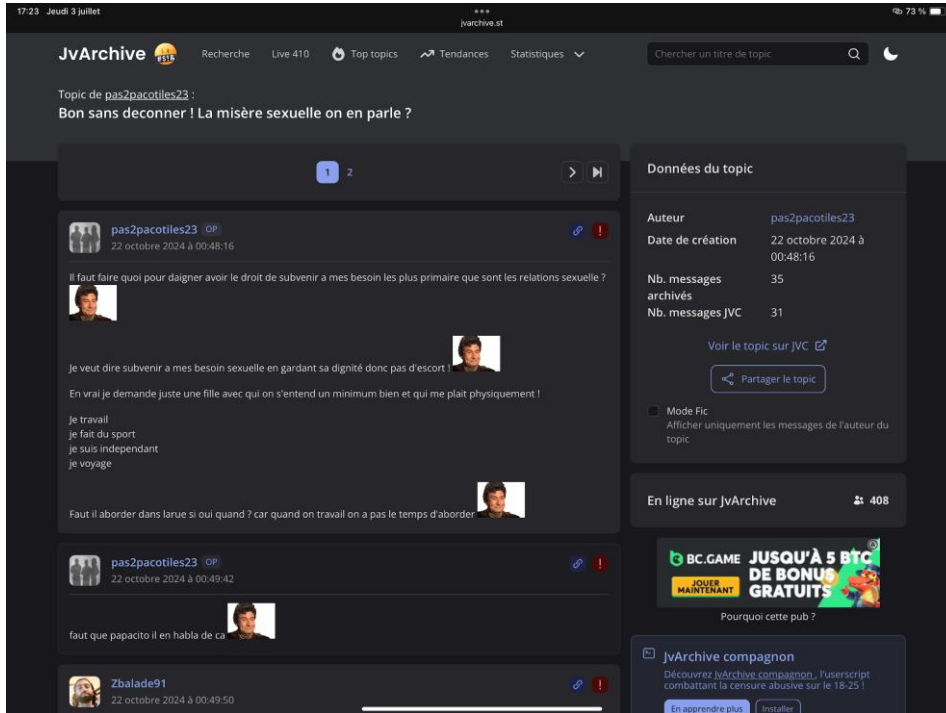 17:23 Jeudi 3 juillet
jvarchive.st
73 %
JvArchive
Recherche
Live 410
Top topics
Tendances
Statistiques
Chercher un titre de topic
Topic de pas2pacotiles23 :
Bon sans deconner ! La misère sexuelle on en parle ?
1 2
pas2pacotiles23 OP
22 octobre 2024 à 00:48:16
Il faut faire quoi pour daigner avoir le droit de subvenir a mes besoin les plus primaire que sont les relations sexuelle ?
Je veut dire subvenir a mes besoin sexuelle en gardant sa dignité donc pas d'escort !
En vrai je demande juste une fille avec qui on s'entend un minimum bien et qui me plait physiquement !
Je travail
je fait du sport
je suis independant
je voyage
Faut il aborder dans larue si oui quand ? car quand on travail on a pas le temps d'aborder
pas2pacotiles23 OP
22 octobre 2024 à 00:49:42
faut que papacito il en habla de ca
Zbalade91
22 octobre 2024 à 00:49:50
Données du topic
Auteur
pas2pacotiles23
Date de création
22 octobre 2024 à
00:48:16
Nb. messages
archivés
35
Nb. messages JVC
31
Voir le topic sur JVC
Partager le topic
Mode Fic
Afficher uniquement les messages de l'auteur du
topic
En ligne sur JvArchive
408
BC.GAME
JOUER
MAINTENANT
JUSQU'À 5 BTC
DE BONUS
GRATUITS
Pourquoi cette pub ?
JvArchive compagnon
Découvrez JvArchive compagnon , l'userscript
combattant la censure abusive sur le 18-25 !
En apprendre plus
Installer